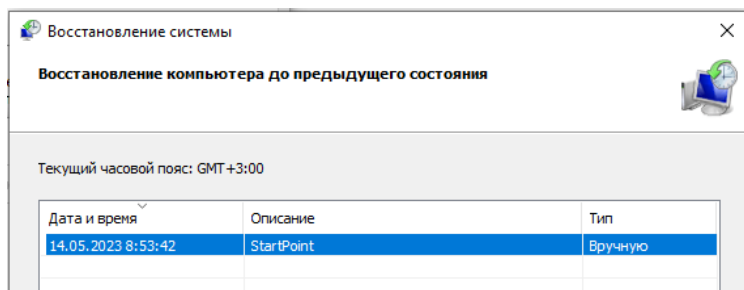 Восстановление системы
Восстановление компьютера до предыдущего состояния
Текущий часовой пояс: GMT+3:00
Дата и время Описание Тип
14.05.2023 8:53:42 StartPoint Вручную